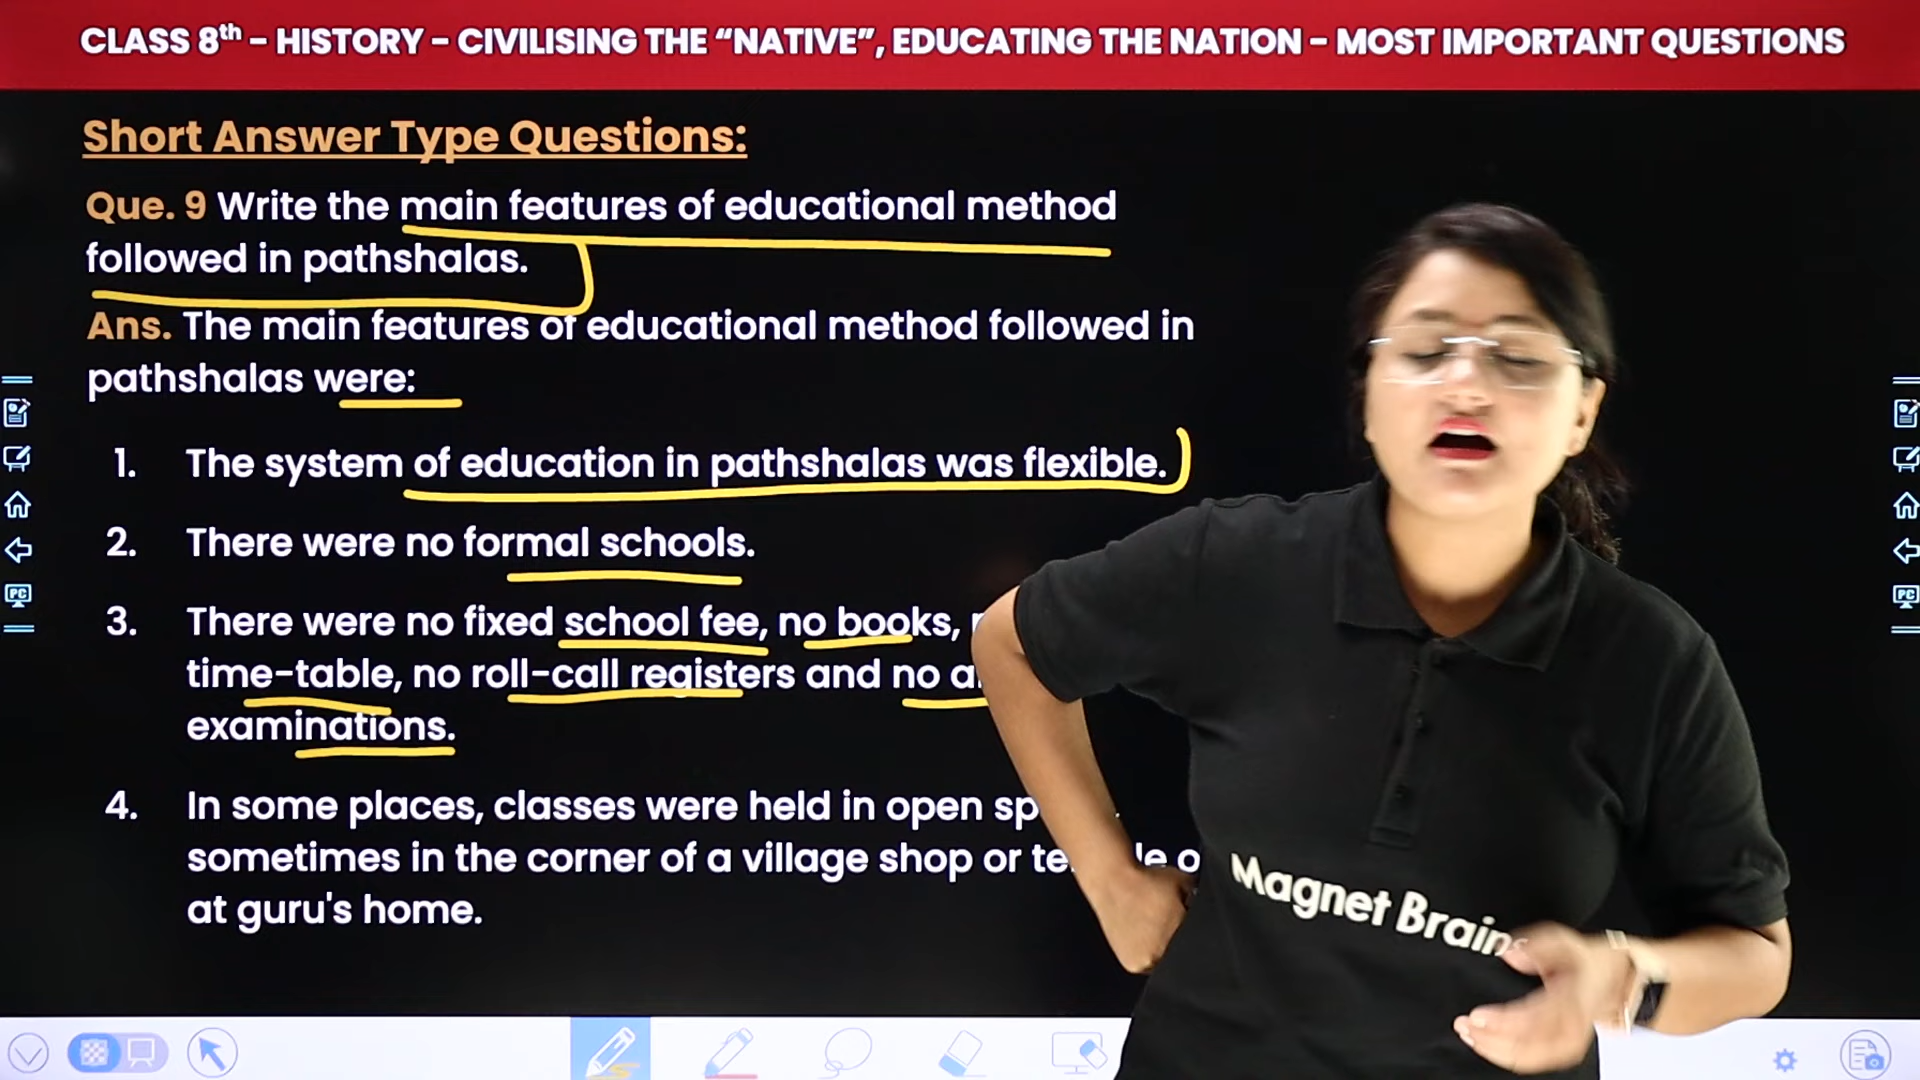 CLASS 8th – HISTORY – CIVILISING THE “NATIVE”, EDUCATING THE NATION – MOST IMPORTANT QUESTIONS
Short Answer Type Questions:
Que. 9 Write the main features of educational method
followed in pathshalas.
Ans. The main features of educational method followed in
pathshalas were:
1. The system of education in pathshalas was flexible.
2. There were no formal schools.
3. There were no fixed school fee, no books,
time-table, no roll-call registers and no
examinations.
4. In some places, classes were held in open
sometimes in the corner of a village shop or
at guru's home.
Magnet Brains
PC
PC